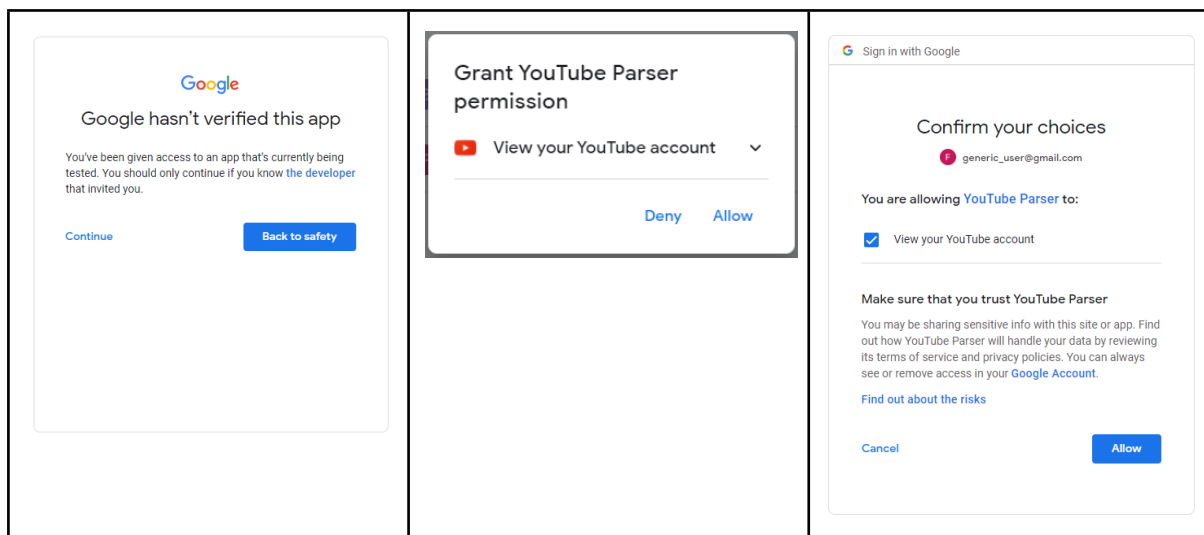 Google
Google hasn't verified this app
You've been given access to an app that's currently being
tested. You should only continue if you know the developer
that invited you.
Continue
Back to safety
Grant YouTube Parser
permission
View your YouTube account
Deny
Allow
G Sign in with Google
Confirm your choices
F generic_user@gmail.com
You are allowing YouTube Parser to:
View your YouTube account
Make sure that you trust YouTube Parser
You may be sharing sensitive info with this site or app. Find
out how YouTube Parser will handle your data by reviewing
its terms of service and privacy policies. You can always
see or remove access in your Google Account.
Find out about the risks
Cancel
Allow